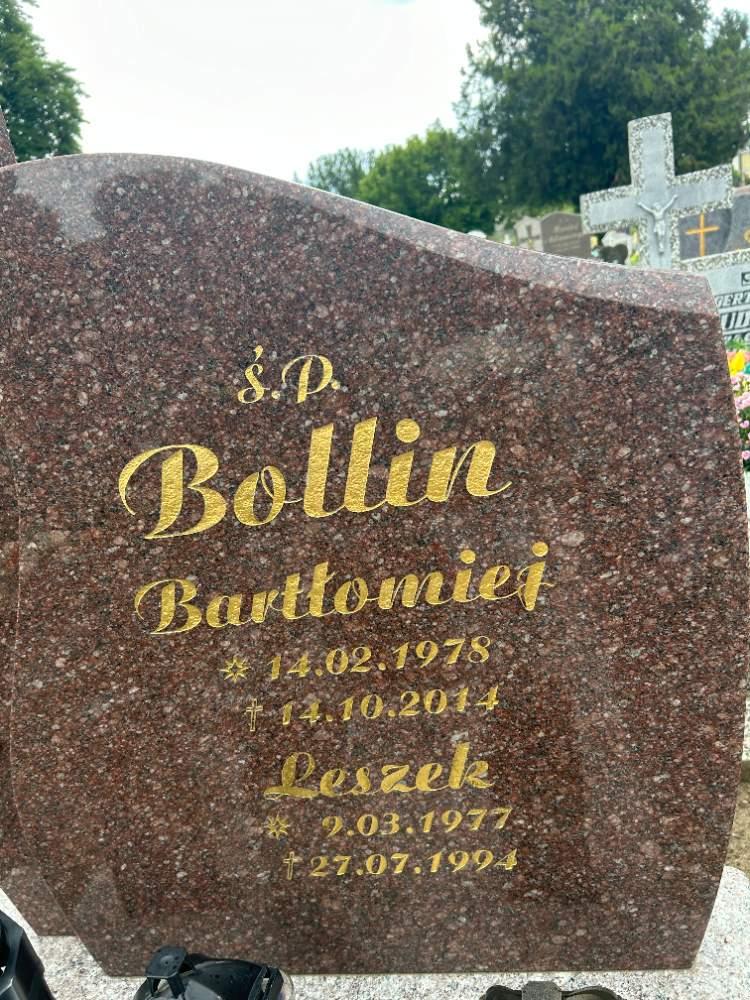 ś.P.
Bollin
Bartłomiej
* 14.02.1978
† 14.10.2014
Leszek
* 9.03.1977
† 27.07.1994